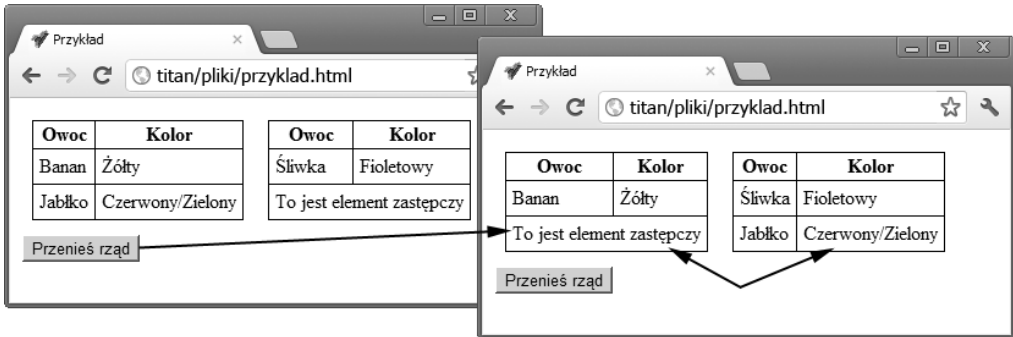 Przykład
titan/pliki/przyklad.html
Owoc Kolor
Banan Żółty
Jabłko Czerwony/Zielony
Owoc Kolor
Śliwka Fioletowy
To jest element zastępczy
Przenieś rząd
Przykład
titan/pliki/przyklad.html
Owoc Kolor
Banan Żółty
To jest element zastępczy
Owoc Kolor
Śliwka Fioletowy
Jabłko Czerwony/Zielony
Przenieś rząd